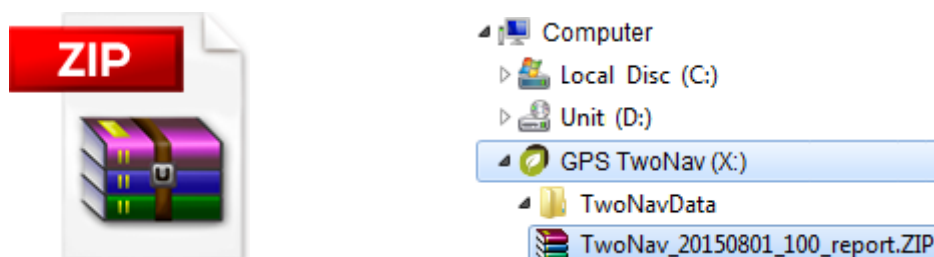 ZIP
Computer
Local Disc (C:)
Unit (D:)
GPS TwoNav (X:)
TwoNavData
TwoNav_20150801_100_report.ZIP